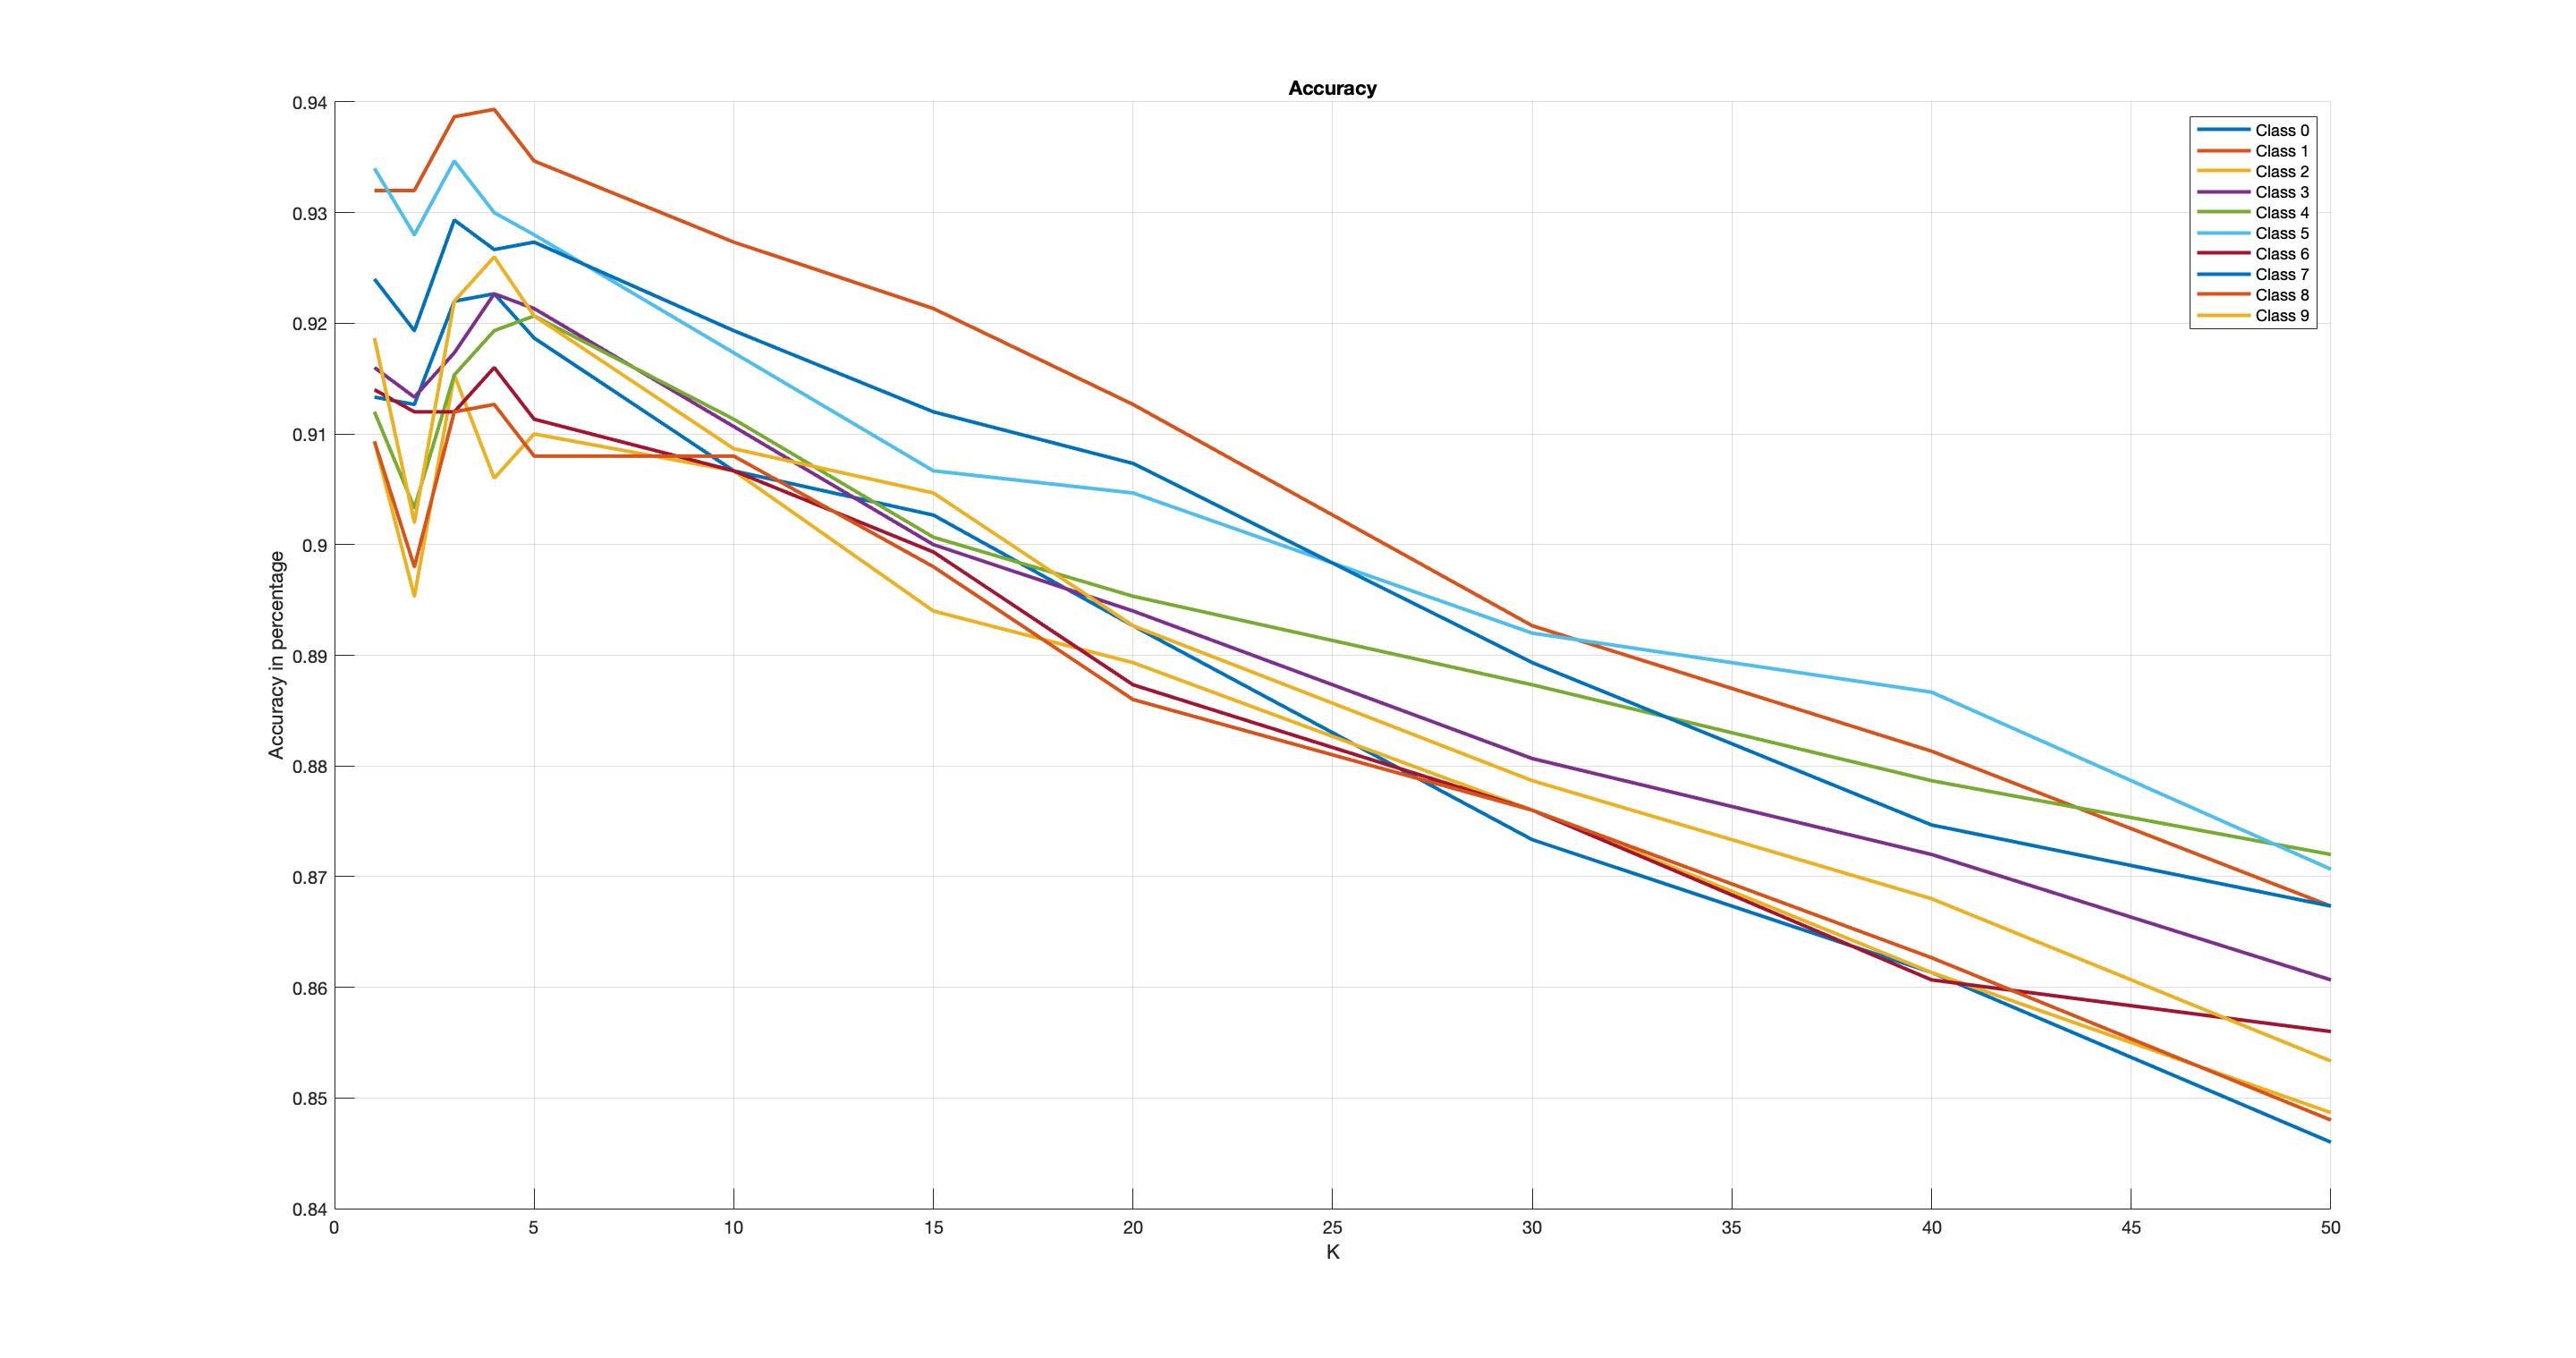 Accuracy
0.94
0.93
0.92
0.91
0.9
0.89
0.88
0.87
0.86
0.85
0.84
Accuracy in percentage
Class 0
Class 1
Class 2
Class 3
Class 4
Class 5
Class 6
Class 7
Class 8
Class 9
0 5 10 15 20 25 30 35 40 45 50
K